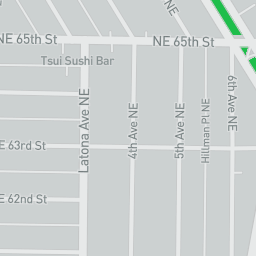 NE 65th St
NE 65th St
Tsui Sushi Bar
Latona Ave NE
4th Ave NE
5th Ave NE
Hillman Pl NE
6th Ave NE
E 63rd St
E 62nd St